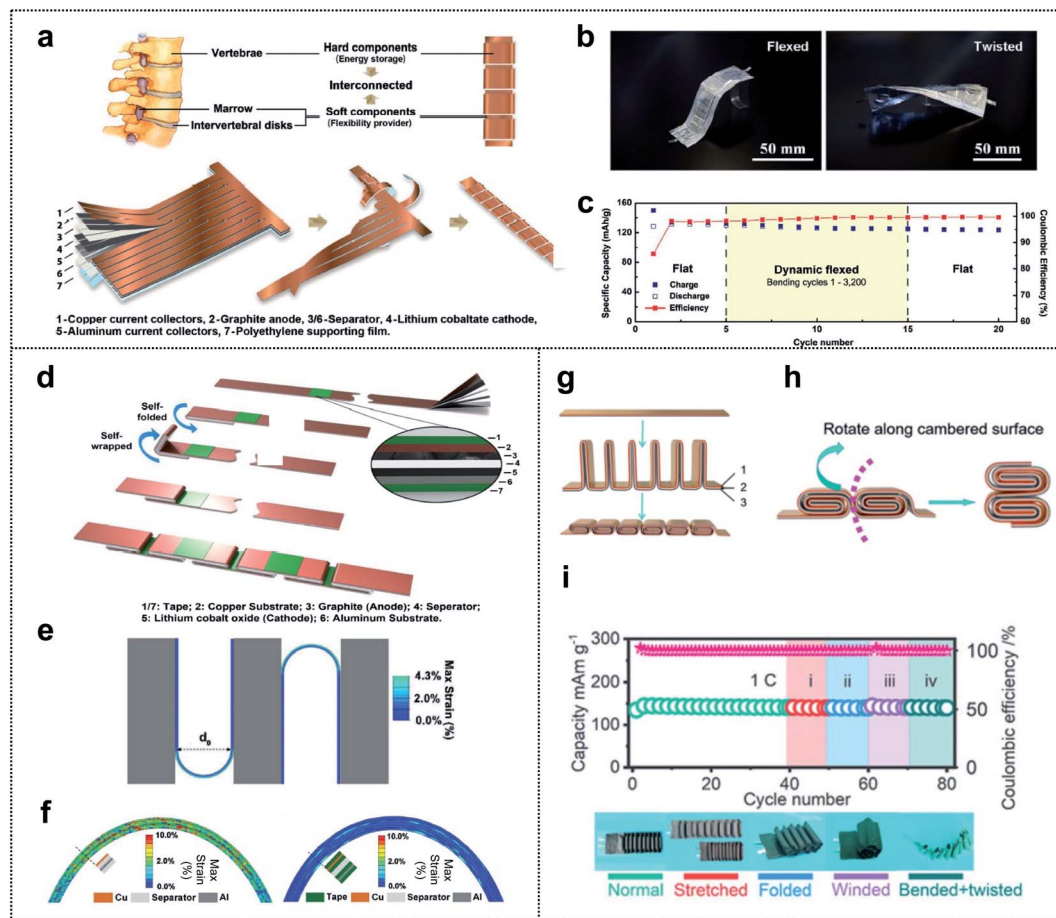 a
Vertebrae
Hard components
(Energy storage)
Interconnected
Marrow
Intervertebral disks
Soft components
(Flexibility provider)
1
2
3
4
5
6
7
1-Copper current collectors, 2-Graphite anode, 3/6-Separator, 4-Lithium cobaltate cathode,
5-Aluminum current collectors, 7-Polyethylene supporting film.
b
Flexed
50 mm
Twisted
50 mm
c
Specific Capacity (mAh/g)
160
120
80
40
0
Flat
Dynamic flexed
Bending cycles 1 - 3,200
Flat
Charge
Discharge
Efficiency
100
90
80
70
60
Coulombic Efficiency (%)
0 5 10 15 20
Cycle number
d
Self-
folded
Self-
wrapped
1
2
3
4
5
6
7
1/7: Tape; 2: Copper Substrate; 3: Graphite (Anode); 4: Seperator;
5: Lithium cobalt oxide (Cathode); 6: Aluminum Substrate.
e
d0
4.3%
2.0%
0.0%
Max Strain (%)
f
10.0%
2.0%
0.0%
Max Strain (%)
Cu Separator Al
10.0%
2.0%
0.0%
Max Strain (%)
Tape Cu Separator Al
g
1
2
3
h
Rotate along cambered surface
i
Capacity mAm g-1
300
200
100
0
1 C
i
ii
iii
iv
100
50
0
Coulombic efficiency /%
0 20 40 60 80
Cycle number
Normal
Stretched
Folded
Winded
Bended+twisted